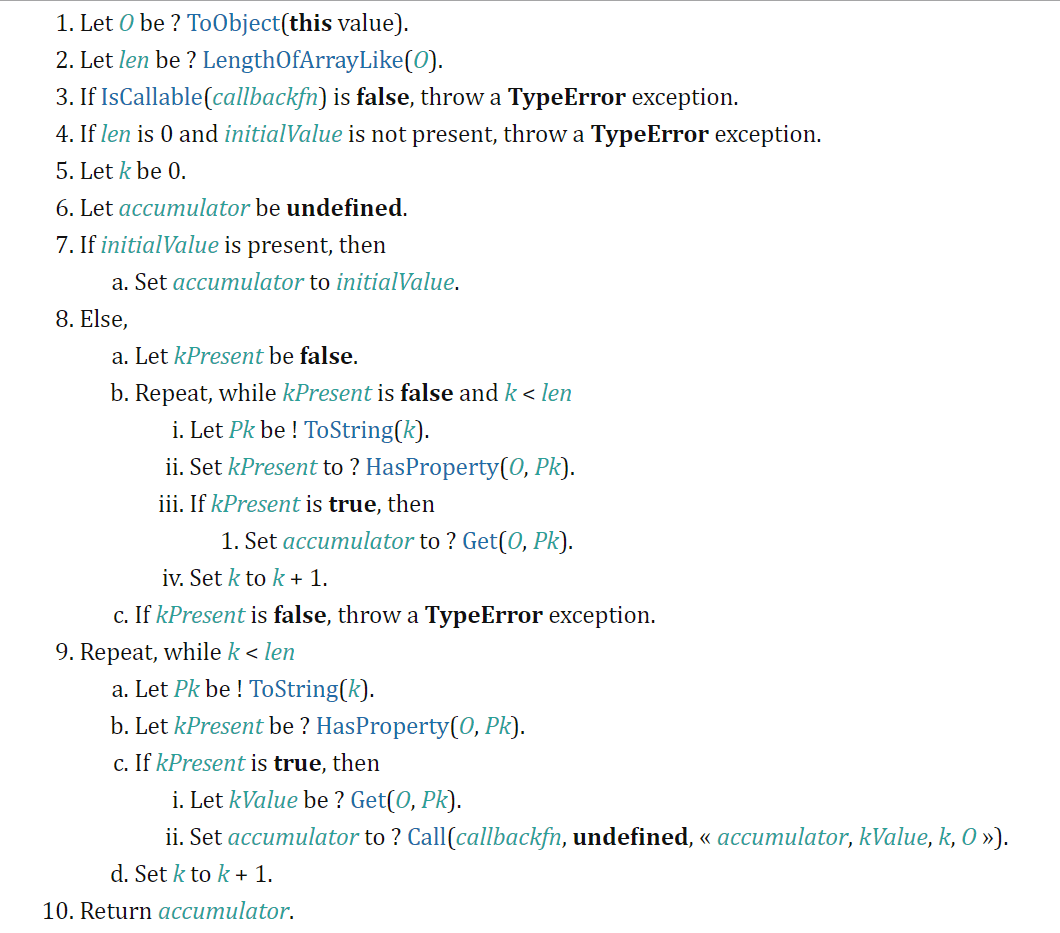 1. Let O be ? ToObject(this value).
2. Let len be ? LengthOfArrayLike(O).
3. If IsCallable(callbackfn) is false, throw a TypeError exception.
4. If len is 0 and initialValue is not present, throw a TypeError exception.
5. Let k be 0.
6. Let accumulator be undefined.
7. If initialValue is present, then
a. Set accumulator to initialValue.
8. Else,
a. Let kPresent be false.
b. Repeat, while kPresent is false and k < len
i. Let Pk be ! ToString(k).
ii. Set kPresent to ? HasProperty(O, Pk).
iii. If kPresent is true, then
1. Set accumulator to ? Get(O, Pk).
iv. Set k to k + 1.
c. If kPresent is false, throw a TypeError exception.
9. Repeat, while k < len
a. Let Pk be ! ToString(k).
b. Let kPresent be ? HasProperty(O, Pk).
c. If kPresent is true, then
i. Let kValue be ? Get(O, Pk).
ii. Set accumulator to ? Call(callbackfn, undefined, « accumulator, kValue, k, O »).
d. Set k to k + 1.
10. Return accumulator.